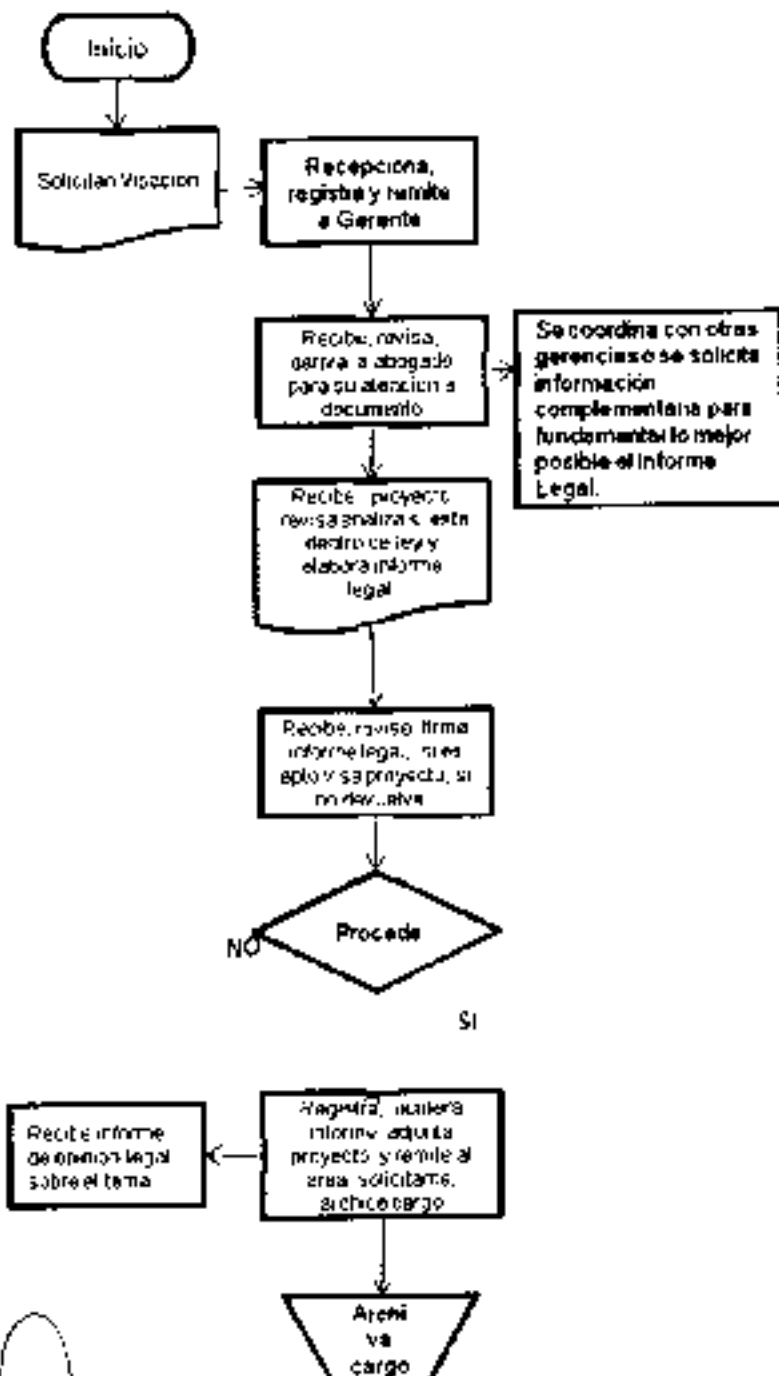 Inicio
Solicitan Visacion
Recepciona,
registra y remite
a Gerente
Recibe, revisa,
deriva a abogado
para su atencion a
documento
Se coordina con otras
gerencias o se solicita
información
complementaria para
fundamentar lo mejor
posible el Informe
Legal.
Recibe proyecto
revisa analiza si esta
dentro de ley y
elabora informe
legal
Recibe, revisa, firma
informe legal, si es
apto visa proyecto, si
no devuelve
Procede
NO
SI
Registra, numera
informe, adjunta
proyecto y remite al
area solicitante,
archiva cargo
Recibe informe
de opinion legal
sobre el tema
Archi
va
cargo